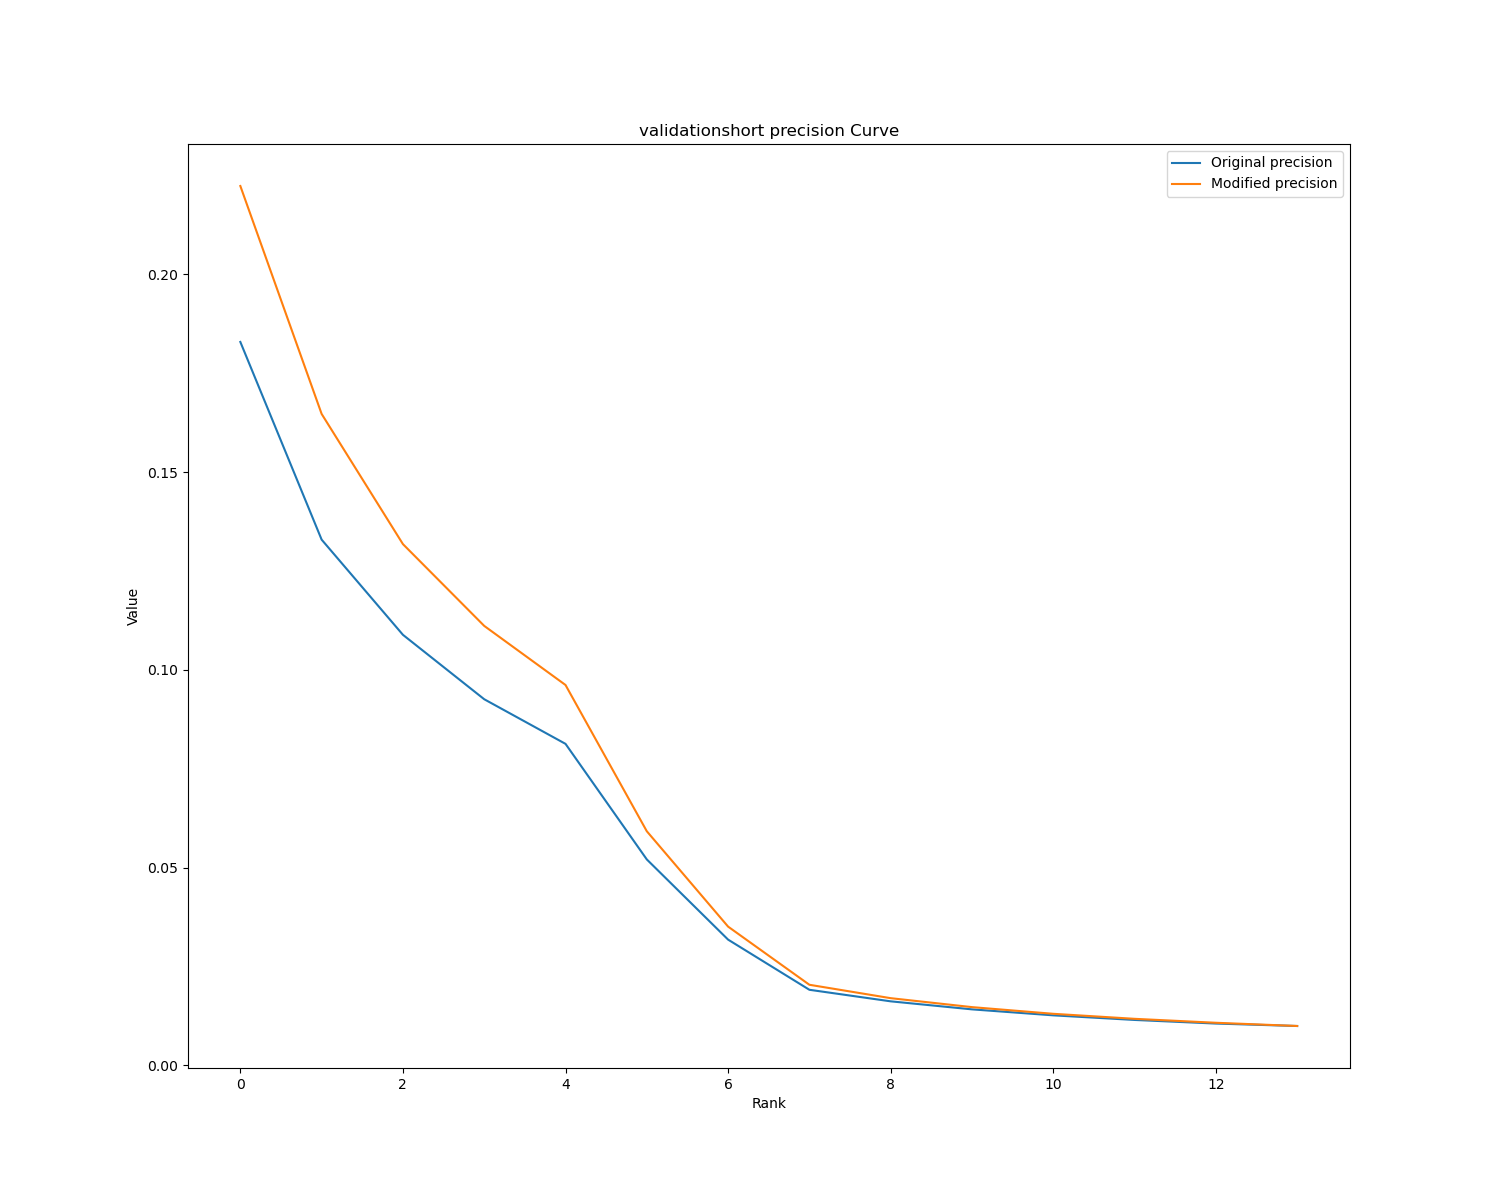 validationshort precision Curve
Original precision
Modified precision
0.20
0.15
0.10
0.05
0.00
Value
0 2 4 6 8 10 12
Rank